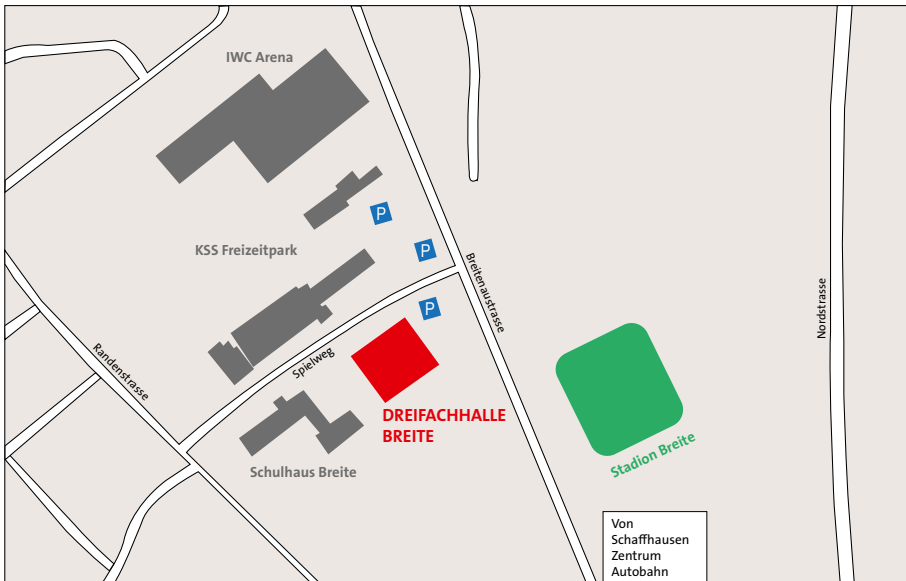 IWC Arena
P
KSS Freizeitpark
P
Breitenaustrasse
P
Nordstrasse
Randenstrasse
Spielweg
DREIFACHHALLE
BREITE
Schulhaus Breite
Stadion Breite
Von
Schaffhausen
Zentrum
Autobahn